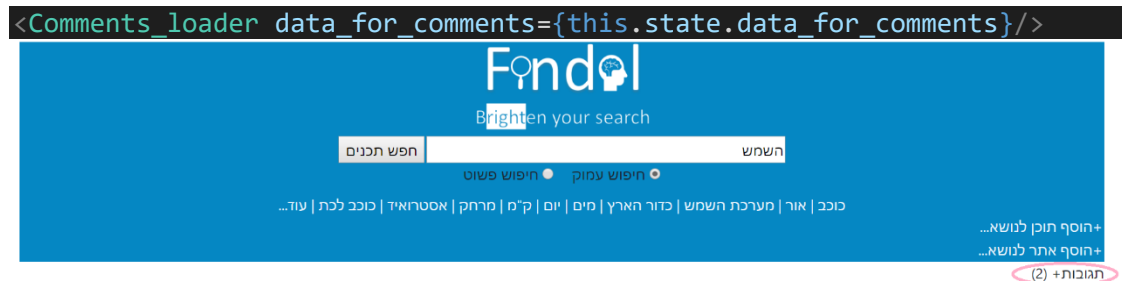 <Comments_loader data_for_comments={this.state.data_for_comments}/>
Findol
Brighten your search
השמש חפש תכנים
חיפוש עמוק חיפוש פשוט
כוכב | אור | מערכת השמש | כדור הארץ | מים | יום | ק"מ | מרחק | אסטרואיד | כוכב לכת | עוד...
+הוסף תוכן לנושא...
+הוסף אתר לנושא...
תגובות+ (2)